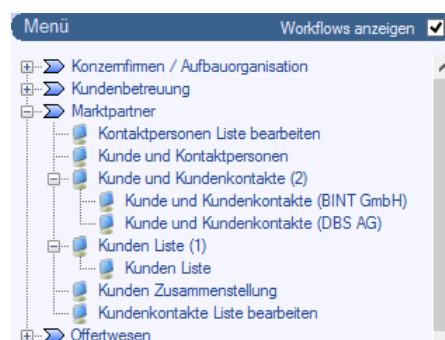 Menü Workflows anzeigen
Konzernfirmen / Aufbauorganisation
Kundenbetreuung
Marktpartner
Kontaktpersonen Liste bearbeiten
Kunde und Kontaktpersonen
Kunde und Kundenkontakte (2)
Kunde und Kundenkontakte (BINT GmbH)
Kunde und Kundenkontakte (DBS AG)
Kunden Liste (1)
Kunden Liste
Kunden Zusammenstellung
Kundenkontakte Liste bearbeiten
Offertwesen